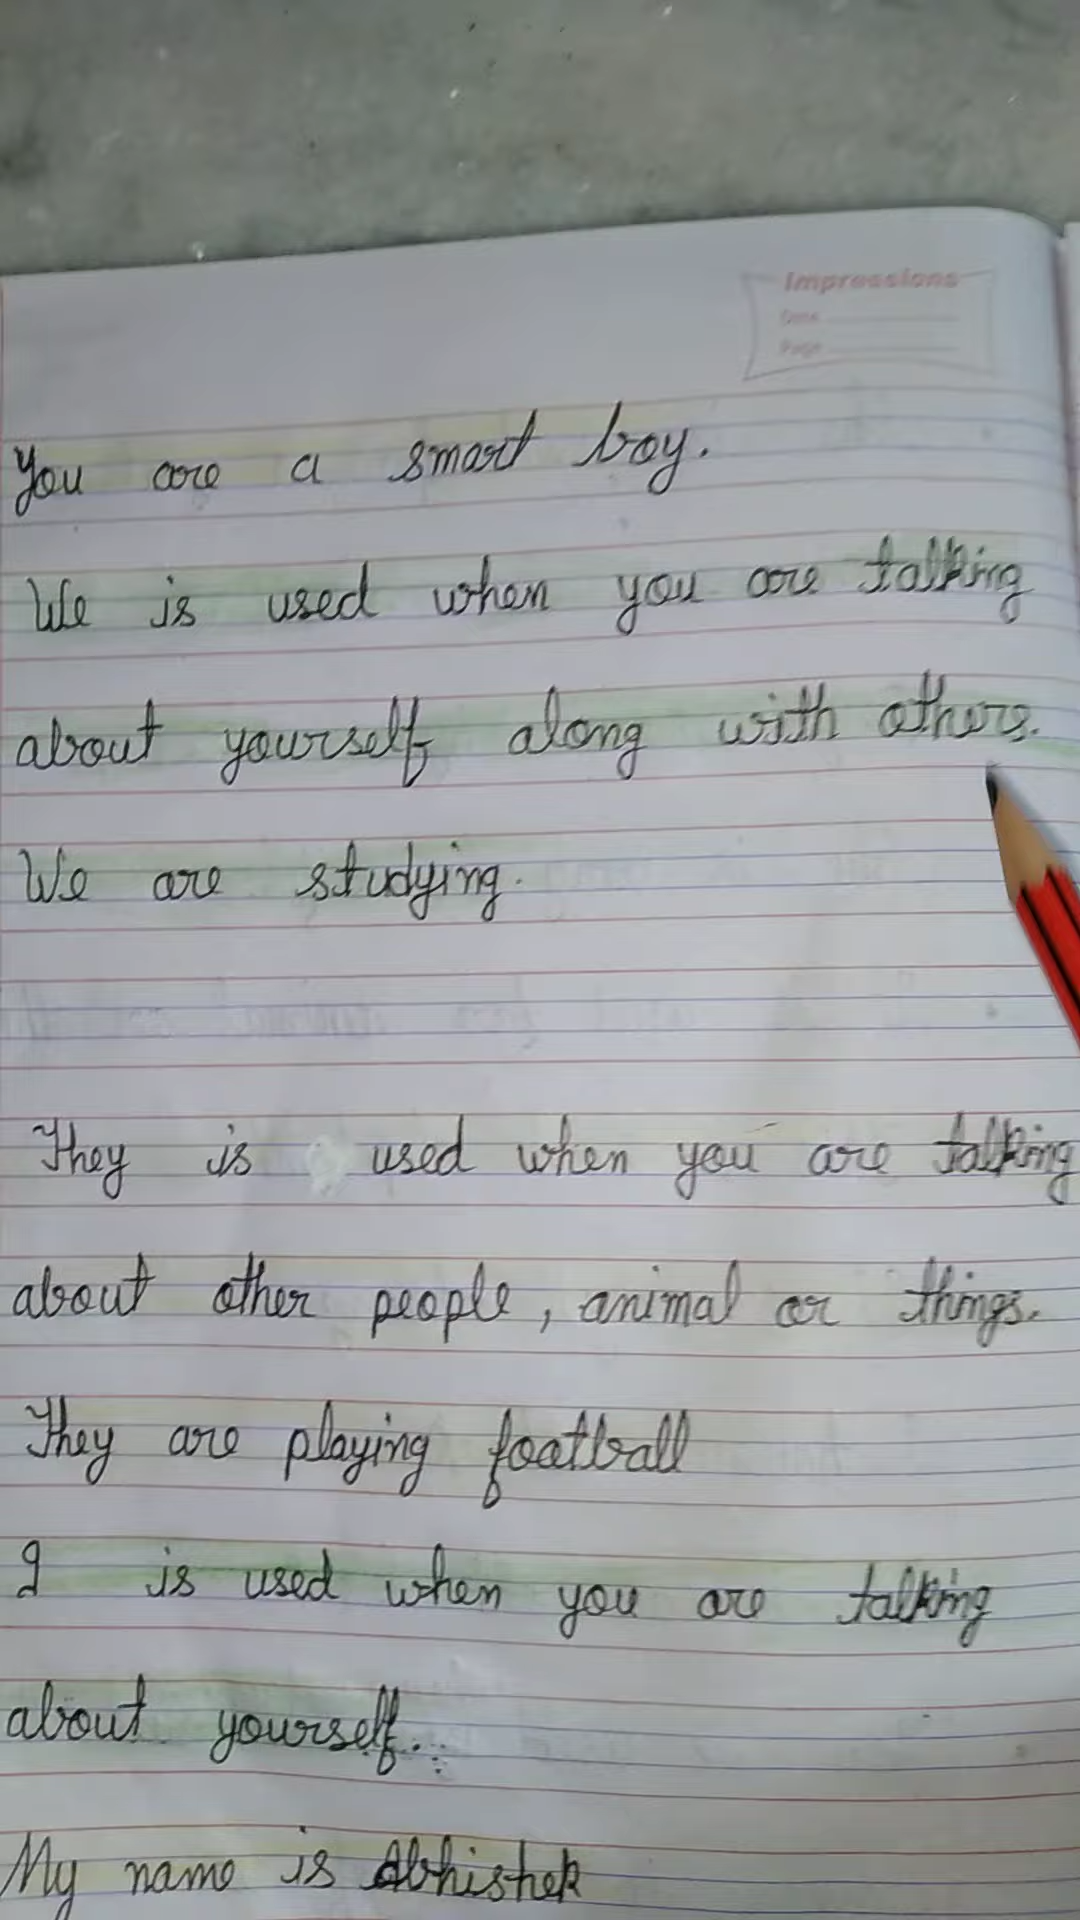 Impressions
Date
Page
You are a smart boy.
We is used when you are talking
about yourself along with others.
We are studying.
They is used when you are talking
about other people, animal or things.
They are playing football
I is used when you are talking
about yourself.
My name is Abhishek